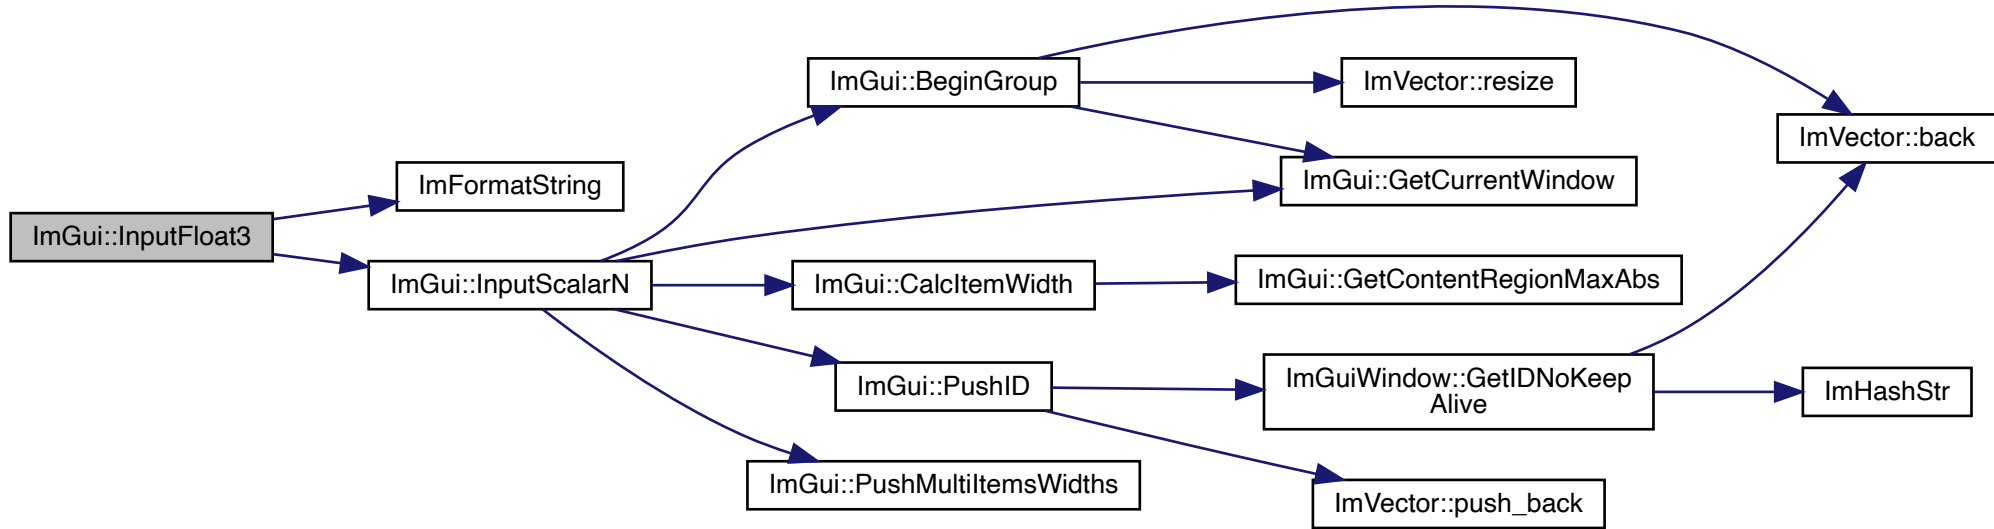 ImGui::InputFloat3
ImFormatString
ImGui::InputScalarN
ImGui::BeginGroup
ImGui::CalcItemWidth
ImGui::PushID
ImGui::PushMultiItemsWidths
ImVector::resize
ImGui::GetCurrentWindow
ImGui::GetContentRegionMaxAbs
ImGuiWindow::GetIDNoKeep
Alive
ImVector::push_back
ImVector::back
ImHashStr